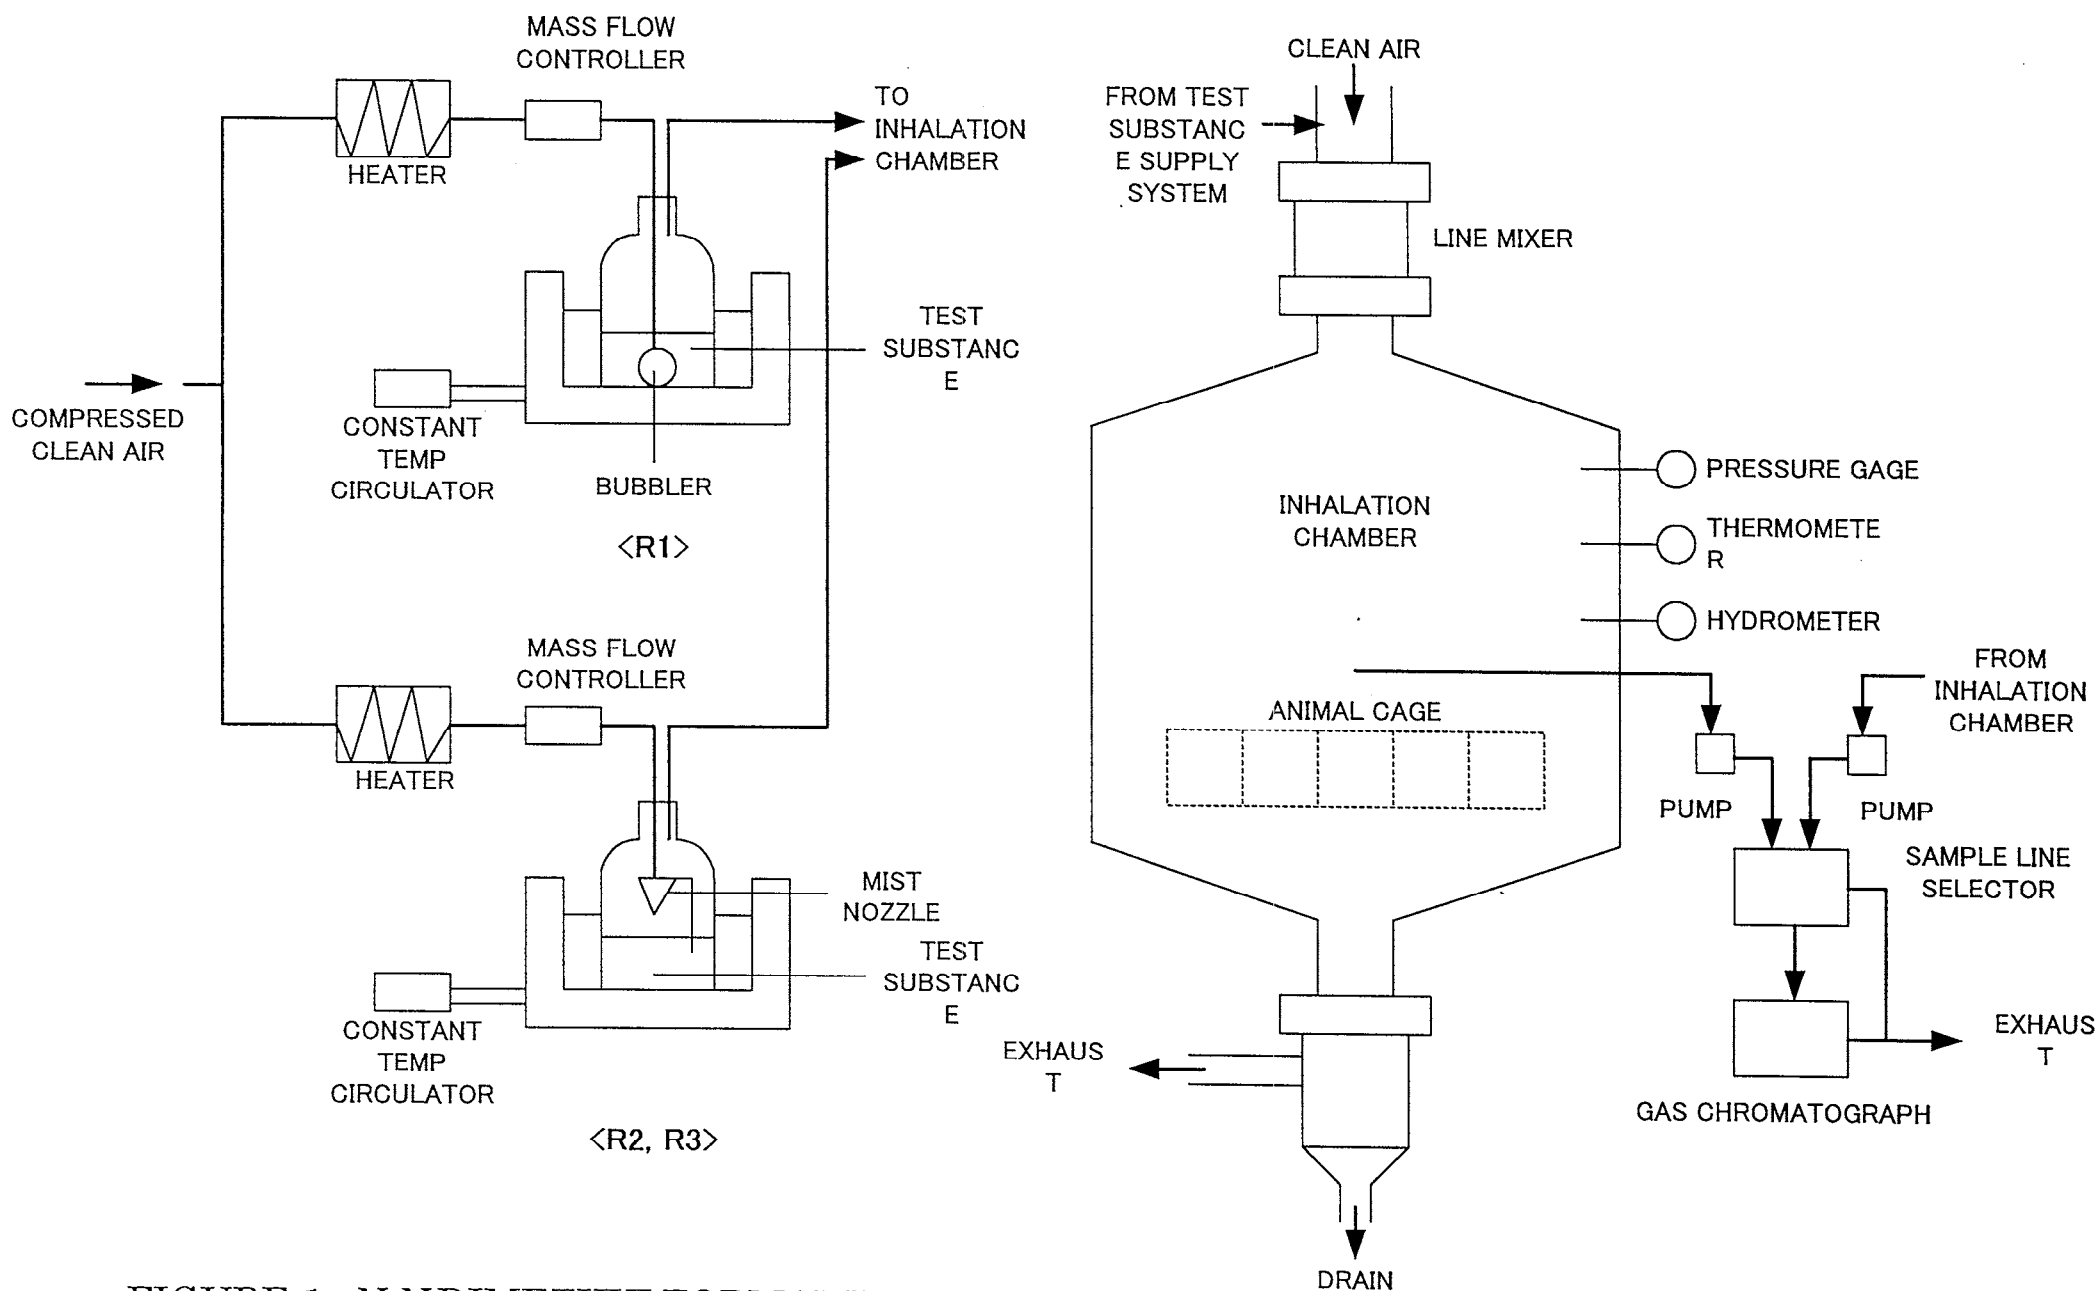 MASS FLOW
CONTROLLER
HEATER
TO
INHALATION
CHAMBER
TEST
SUBSTANC
E
COMPRESSED
CLEAN AIR
CONSTANT
TEMP
CIRCULATOR
BUBBLER
<R1>
MASS FLOW
CONTROLLER
HEATER
MIST
NOZZLE
TEST
SUBSTANC
E
CONSTANT
TEMP
CIRCULATOR
<R2, R3>
CLEAN AIR
FROM TEST
SUBSTANC
E SUPPLY
SYSTEM
LINE MIXER
INHALATION
CHAMBER
PRESSURE GAGE
THERMOMETE
R
HYDROMETER
FROM
INHALATION
CHAMBER
ANIMAL CAGE
PUMP
PUMP
SAMPLE LINE
SELECTOR
EXHAUS
T
GAS CHROMATOGRAPH
EXHAUS
T
DRAIN